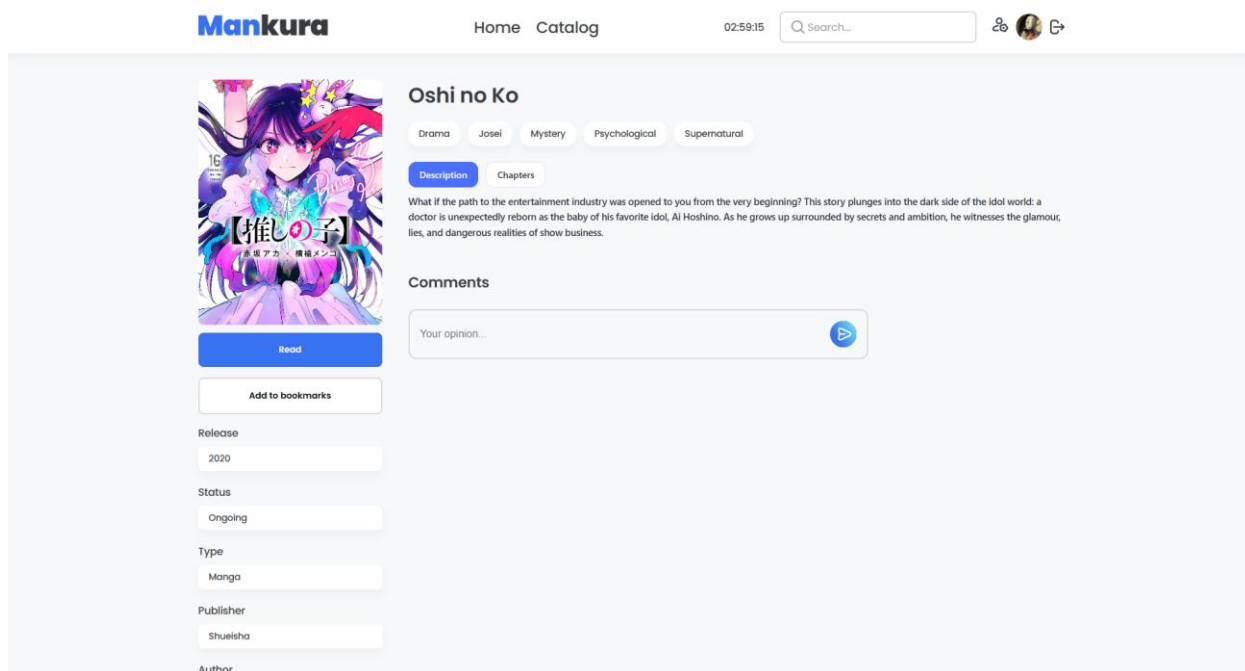 Mankura
Home Catalog
02:59:15
Search...
Oshi no Ko
Drama Josei Mystery Psychological Supernatural
Description Chapters
What if the path to the entertainment industry was opened to you from the very beginning? This story plunges into the dark side of the idol world: a
doctor is unexpectedly reborn as the baby of his favorite idol, Ai Hoshino. As he grows up surrounded by secrets and ambition, he witnesses the glamour,
lies, and dangerous realities of show business.
16
【推しの子】
赤坂アカ × 横槍メンゴ
Comments
Your opinion...
Read
Add to bookmarks
Release
2020
Status
Ongoing
Type
Manga
Publisher
Shueisha
Author